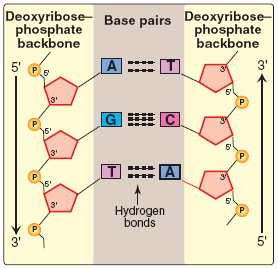 Deoxyribose-
phosphate
backbone
Base pairs
Deoxyribose-
phosphate
backbone
5'
P
5'
3'
A
T
3'
5'
3'
P
P
5'
3'
G
C
3'
5'
P
P
5'
3'
T
A
3'
5'
P
P
3'
Hydrogen
bonds
5'